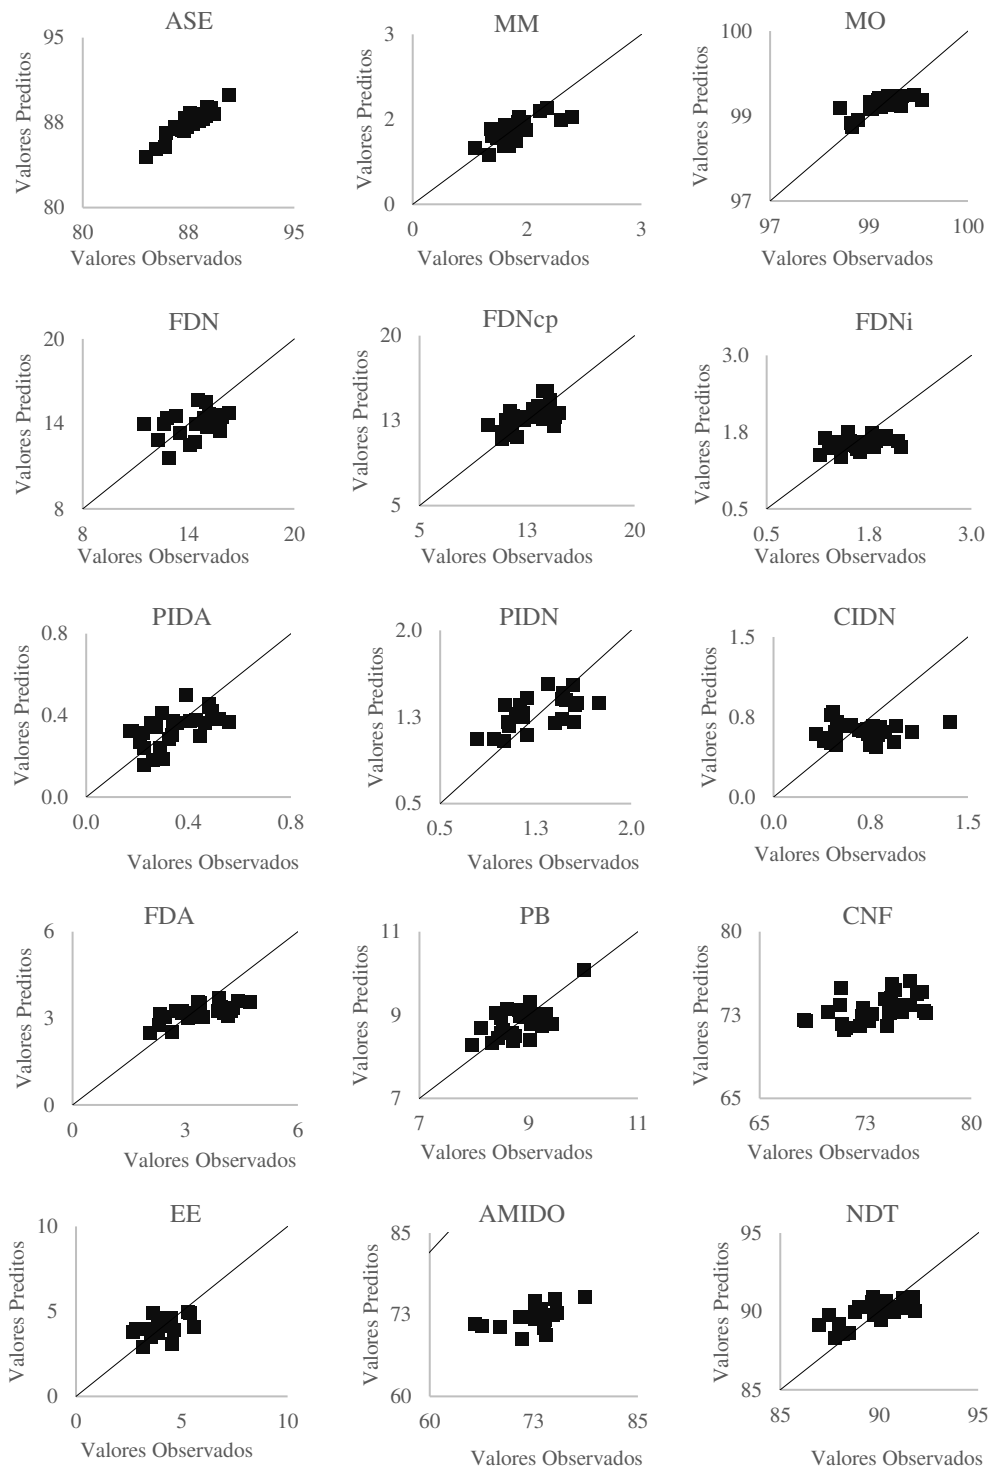 ASE
95
88
80
80
88
95
Valores Preditos
Valores Observados
MM
3
2
0
0
2
3
Valores Preditos
Valores Observados
MO
100
99
97
97
99
100
Valores Preditos
Valores Observados
FDN
20
14
8
8
14
20
Valores Preditos
Valores Observados
FDNcp
20
13
5
5
13
20
Valores Preditos
Valores Observados
FDNi
3.0
1.8
0.5
0.5
1.8
3.0
Valores Preditos
Valores Observados
PIDA
0.8
0.4
0.0
0.0
0.4
0.8
Valores Preditos
Valores Observados
PIDN
2.0
1.3
0.5
0.5
1.3
2.0
Valores Preditos
Valores Observados
CIDN
1.5
0.8
0.0
0.0
0.8
1.5
Valores Preditos
Valores Observados
FDA
6
3
0
0
3
6
Valores Preditos
Valores Observados
PB
11
9
7
7
9
11
Valores Preditos
Valores Observados
CNF
80
73
65
65
73
80
Valores Preditos
Valores Observados
EE
10
5
0
0
5
10
Valores Preditos
Valores Observados
AMIDO
85
73
60
60
73
85
Valores Preditos
Valores Observados
NDT
95
90
85
85
90
95
Valores Preditos
Valores Observados